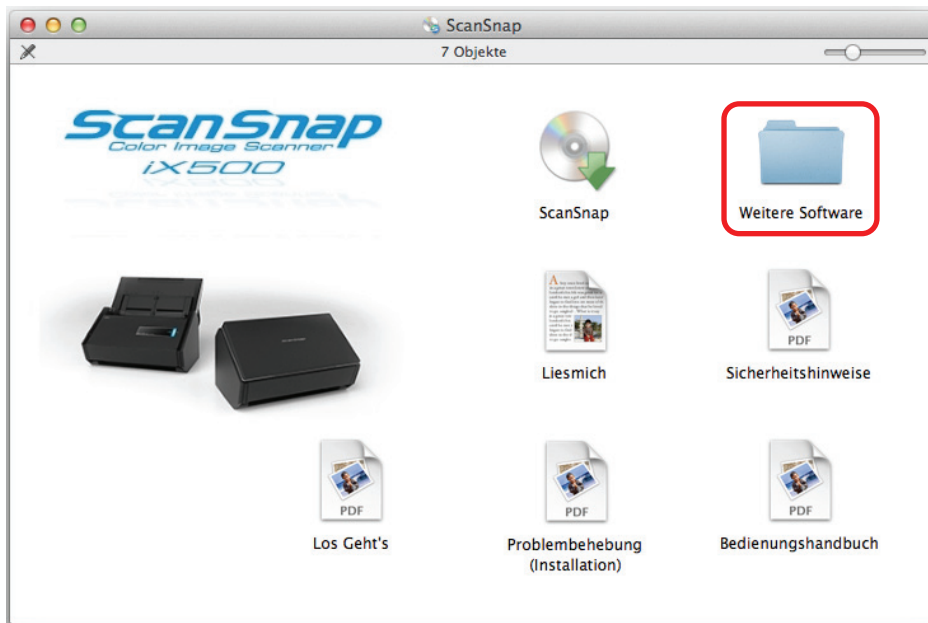 ScanSnap
7 Objekte
ScanSnap
Color Image Scanner
iX500
ScanSnap
Weitere Software
Liesmich
PDF
Sicherheitshinweise
PDF
Los Geht's
PDF
Problembehebung
(Installation)
PDF
Bedienungshandbuch